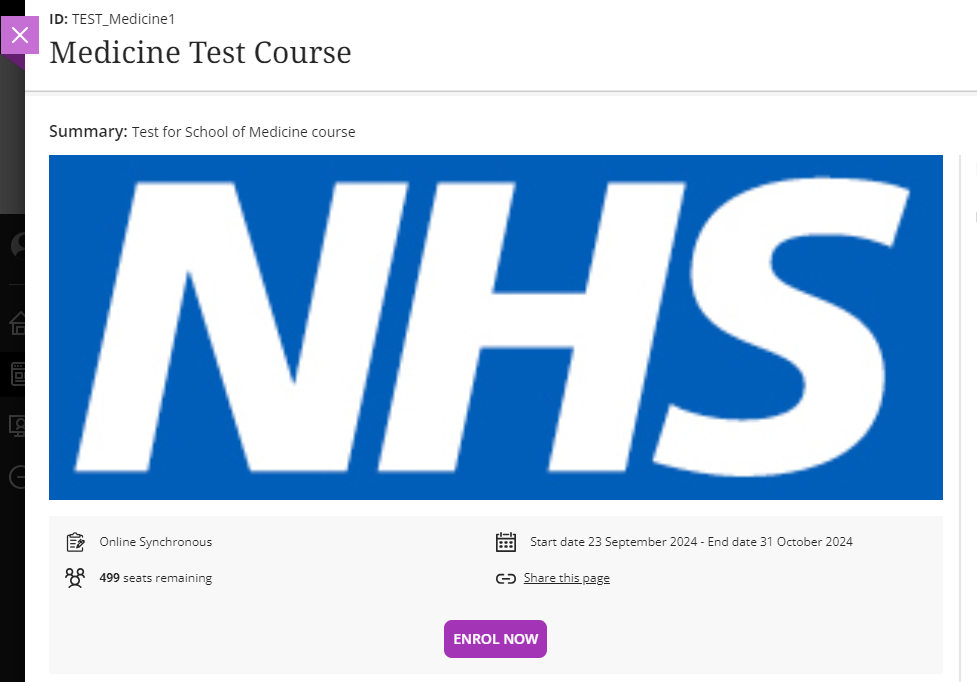 ID: TEST_Medicine1
Medicine Test Course
Summary: Test for School of Medicine course
NHS
Online Synchronous
Start date 23 September 2024 - End date 31 October 2024
499 seats remaining
Share this page
ENROL NOW